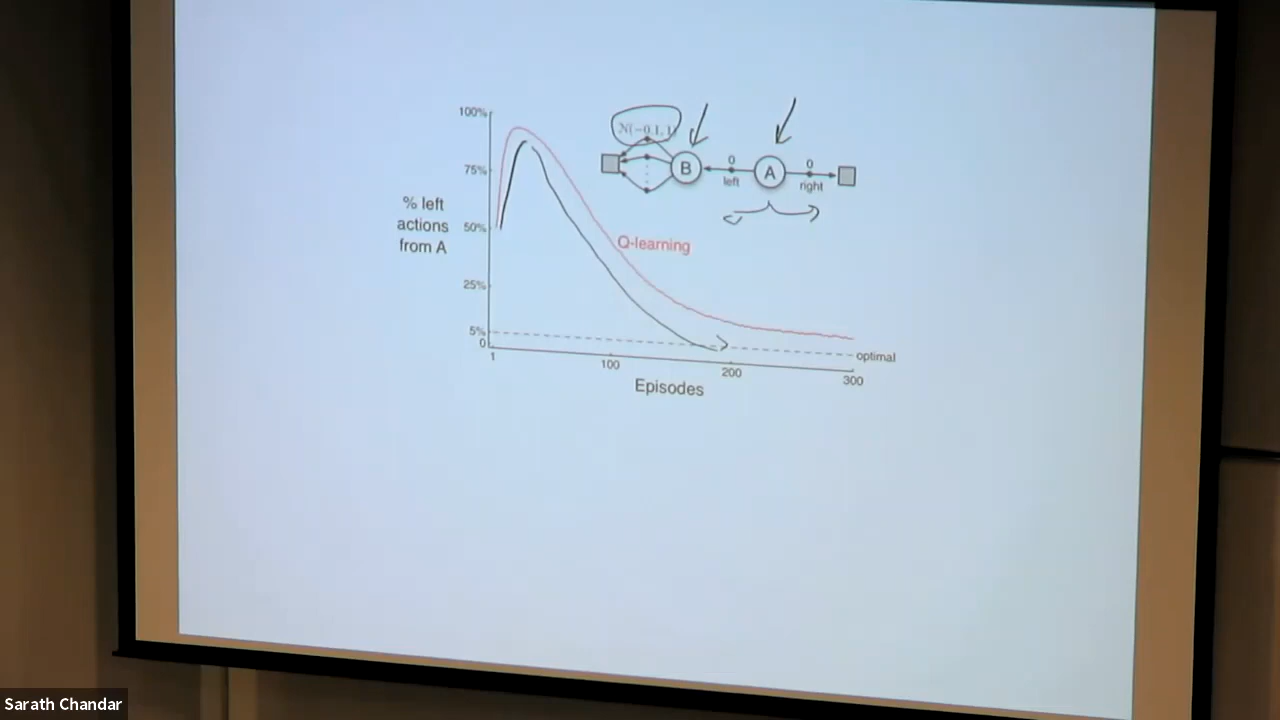 100%
75%
50%
25%
5%
0
% left
actions
from A
N(−0.1, 1)
B
0
left
A
0
right
Q-learning
optimal
1
100
200
300
Episodes
Sarath Chandar